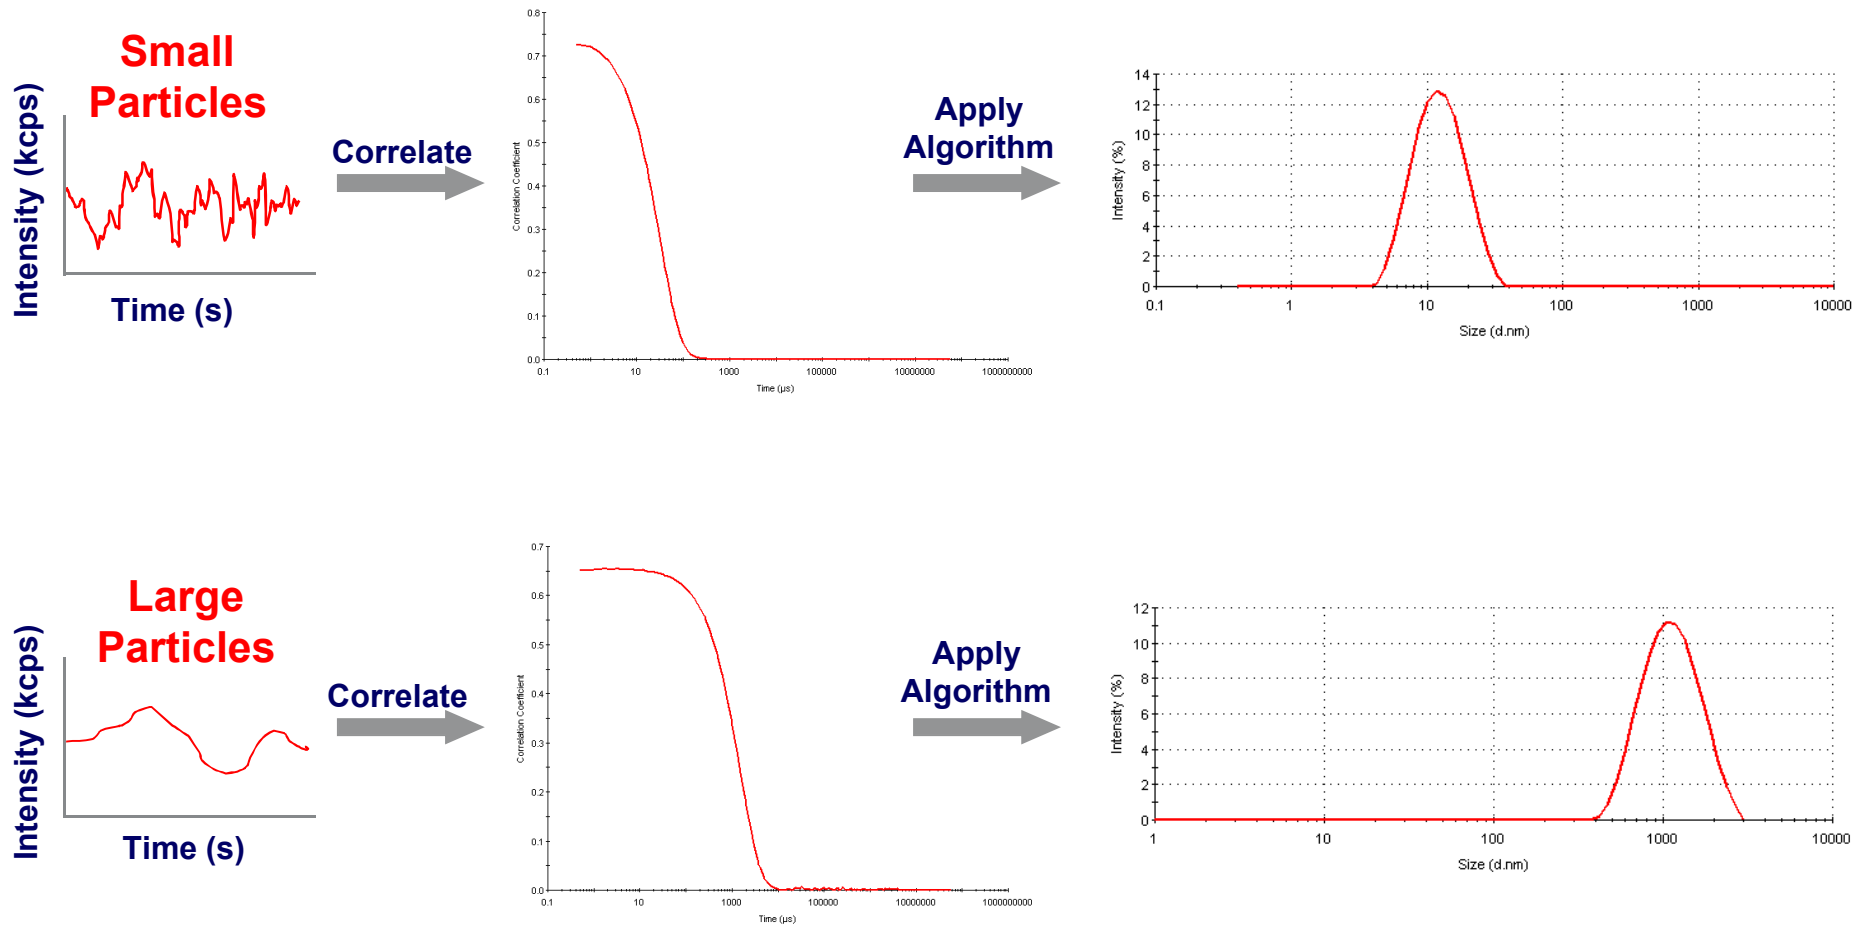 Small
Particles
Intensity (kcps)
Time (s)
Correlate
0.8
0.7
0.6
0.5
0.4
0.3
0.2
0.1
0.0
Correlation Coefficient
0.1 10 1000 100000 10000000 1000000000
Time (µs)
Apply
Algorithm
14
12
10
8
6
4
2
0
Intensity (%)
0.1 1 10 100 1000 10000
Size (d.nm)
Large
Particles
Intensity (kcps)
Time (s)
Correlate
0.7
0.6
0.5
0.4
0.3
0.2
0.1
0.0
Correlation Coefficient
0.1 10 1000 100000 10000000 1000000000
Time (µs)
Apply
Algorithm
12
10
8
6
4
2
0
Intensity (%)
1 10 100 1000 10000
Size (d.nm)